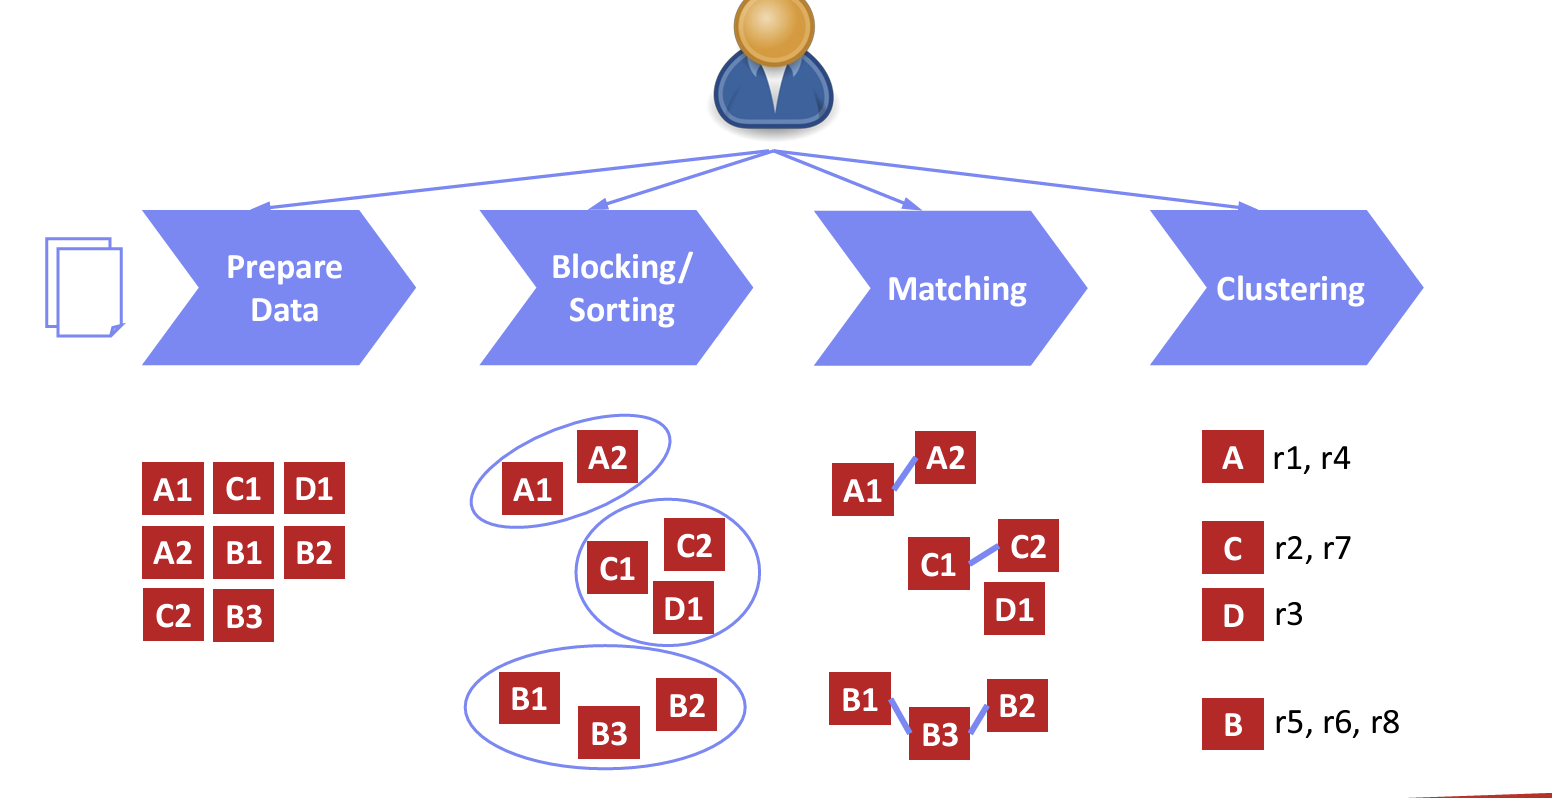 Prepare
Data
Blocking/
Sorting
Matching
Clustering
A1 C1 D1
A2 B1 B2
C2 B3
A2
A1
C2
C1
D1
B1
B2
B3
A2
A1
C2
C1
D1
B1
B2
B3
A r1, r4
C r2, r7
D r3
B r5, r6, r8